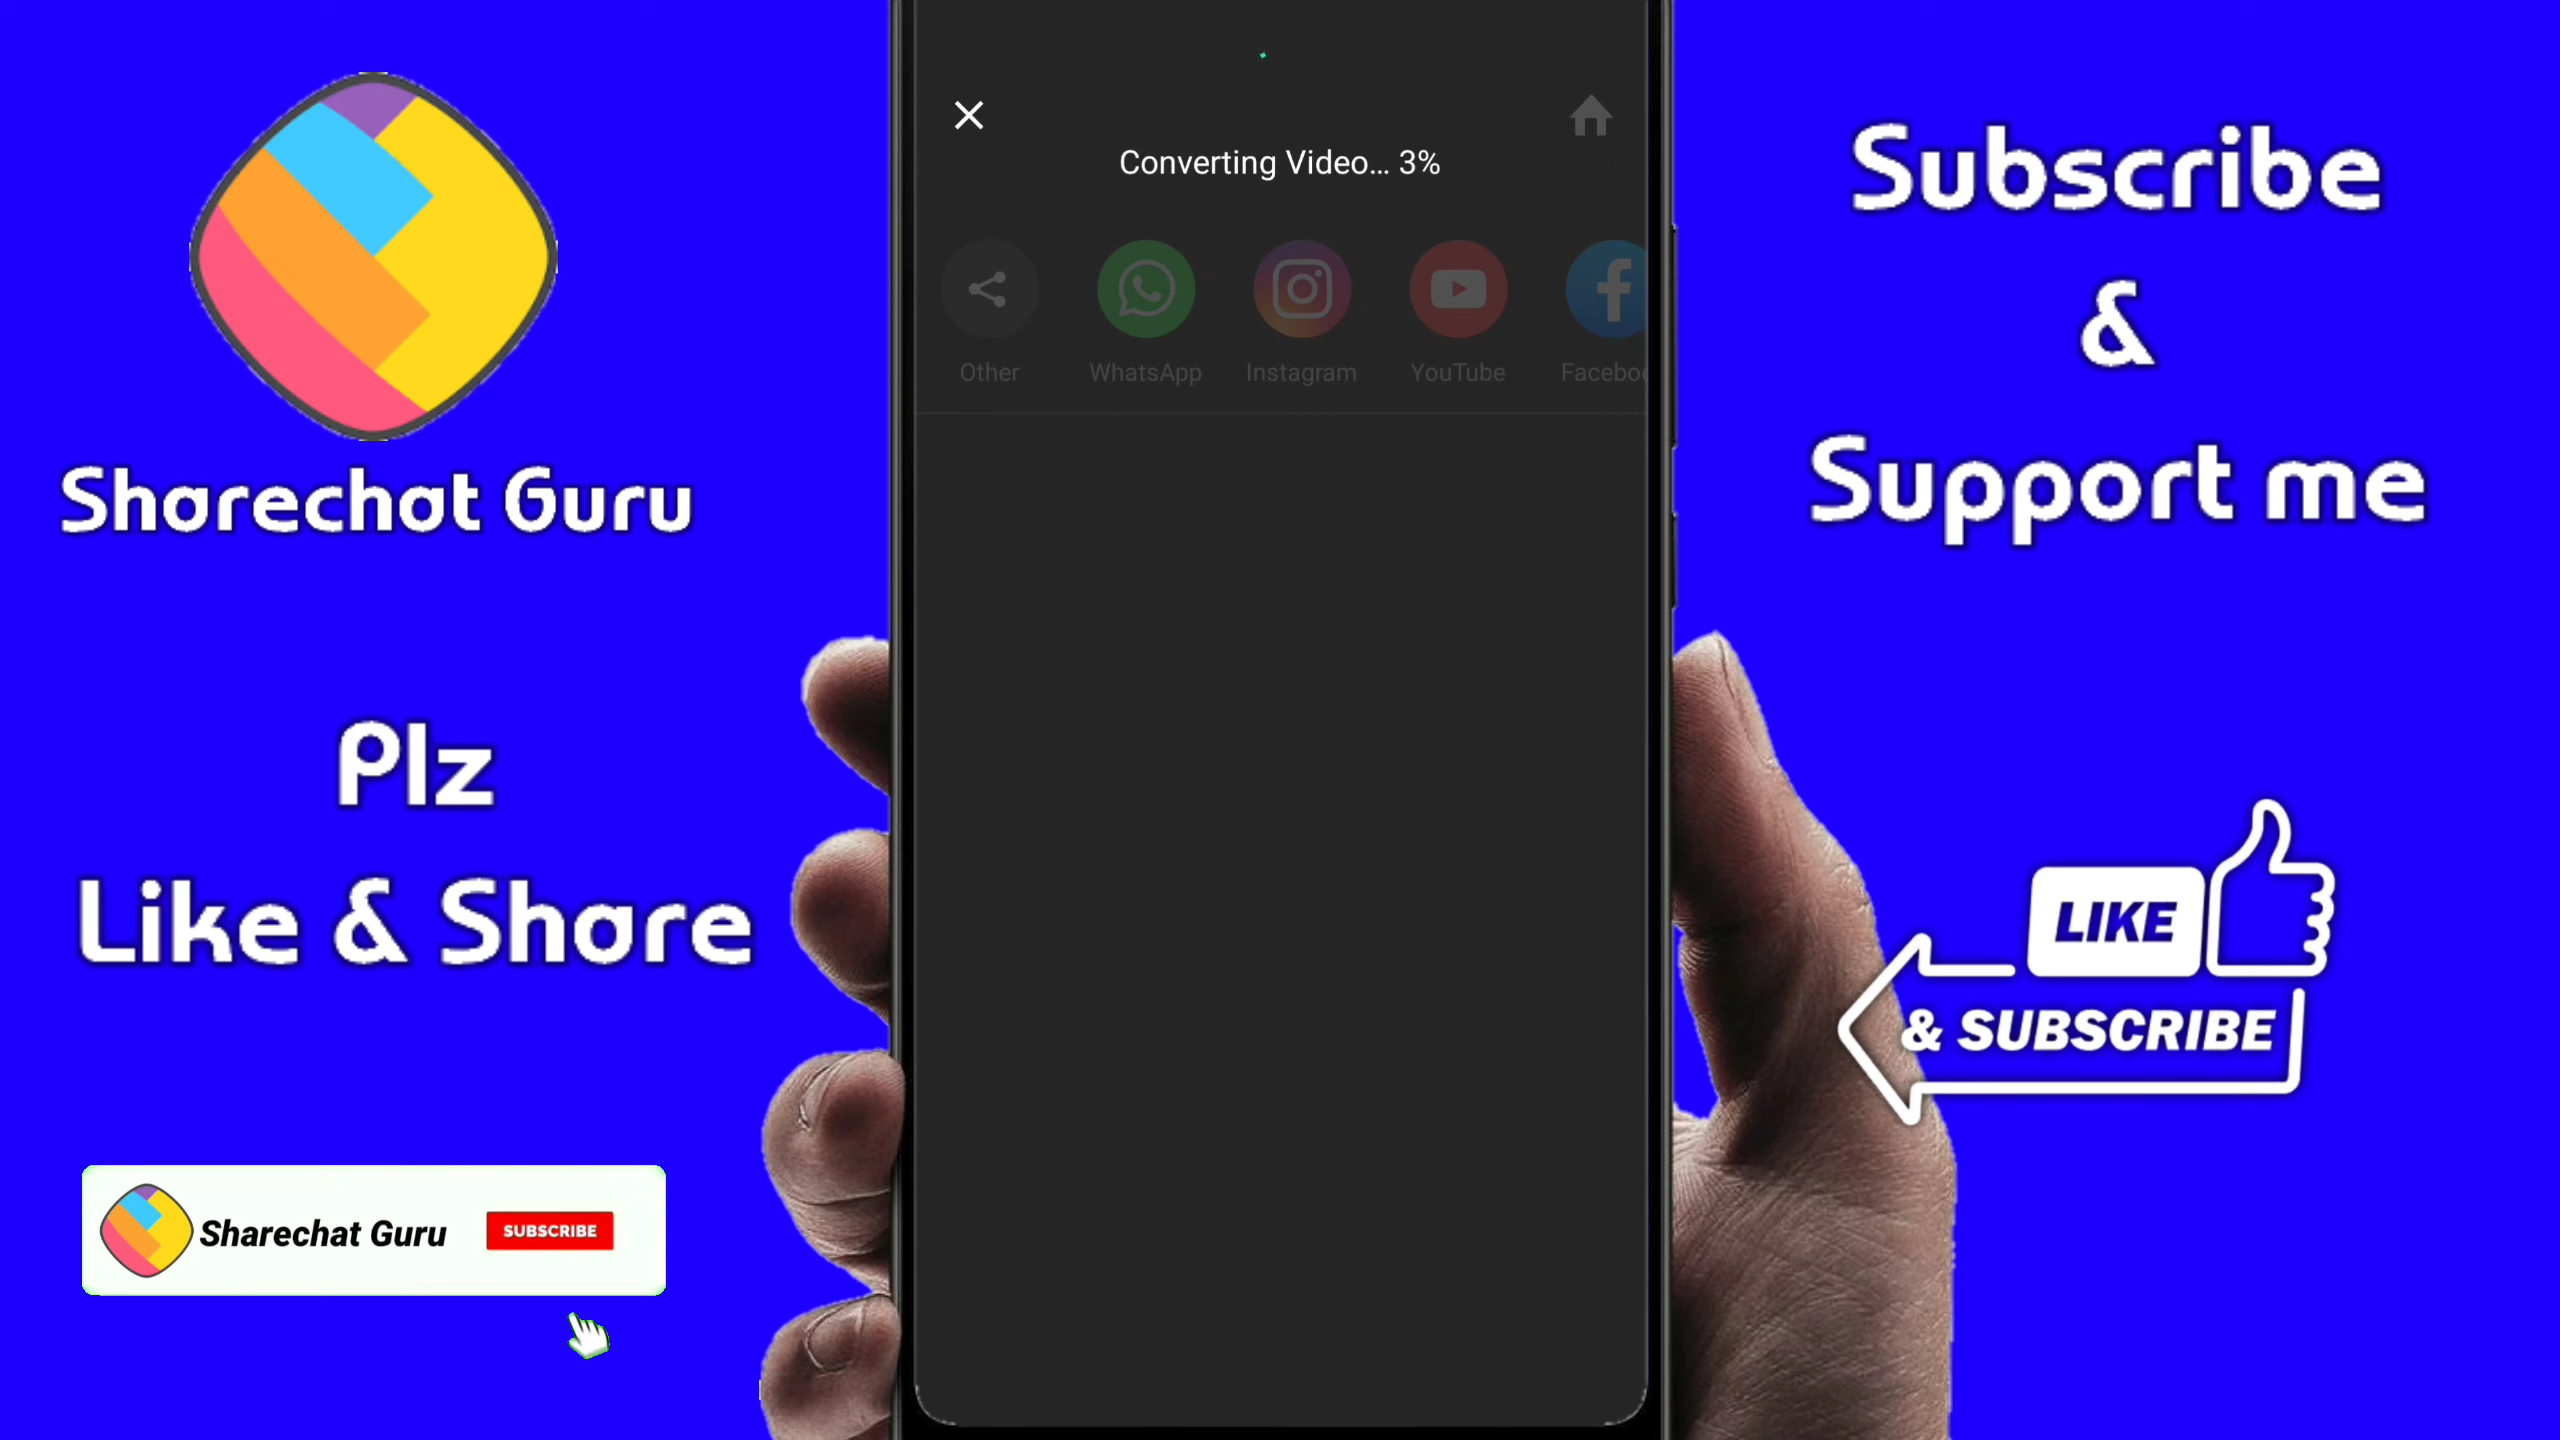 Sharechat Guru
Plz
Like & Share
Sharechat Guru
SUBSCRIBE
Converting Video... 3%
Other
WhatsApp
Instagram
YouTube
Faceboo
Subscribe
&
Support me
LIKE
& SUBSCRIBE